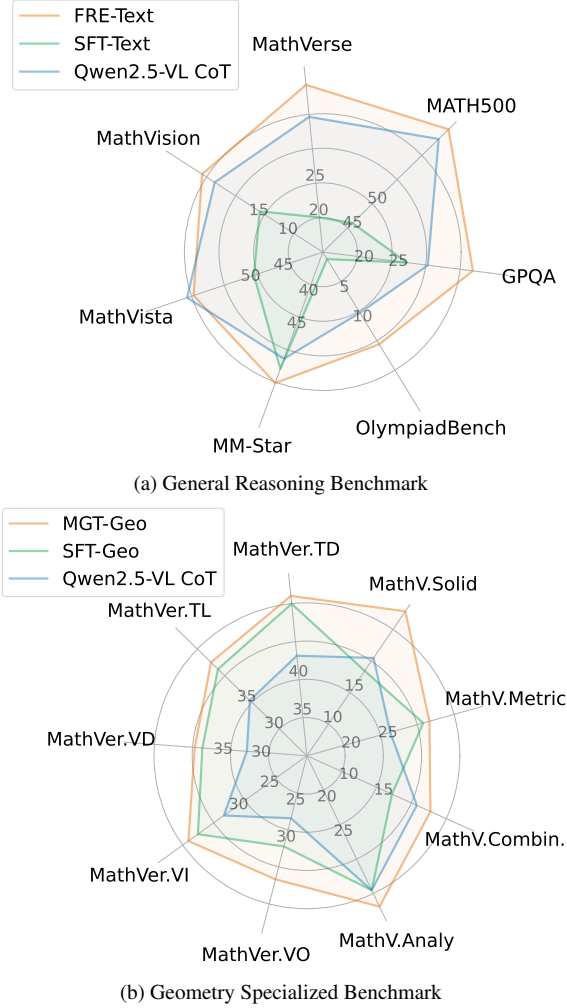 FRE-Text
SFT-Text
Qwen2.5-VL CoT
MathVerse
MATH500
MathVision
25
50
15
20
45
10
20
25
GPQA
50
45
40
5
MathVista
45
10
OlympiadBench
MM-Star
(a) General Reasoning Benchmark
MGT-Geo
SFT-Geo
Qwen2.5-VL CoT
MathVer.TD
MathV.Solid
MathVer.TL
40
15
35
MathV.Metric
35
10
30
25
MathVer.VD
35
30
20
10
25
15
25
20
30
30
25
MathV.Combin.
MathVer.VI
MathV.Analy
MathVer.VO
(b) Geometry Specialized Benchmark